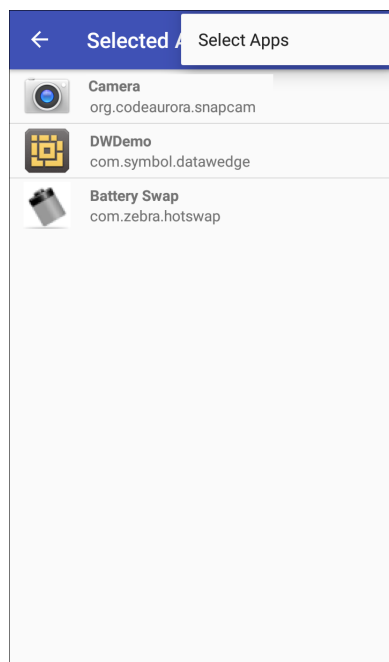 Selected A
Select Apps
Camera
org.codeaurora.snapcam
DWDemo
com.symbol.datawedge
Battery Swap
com.zebra.hotswap